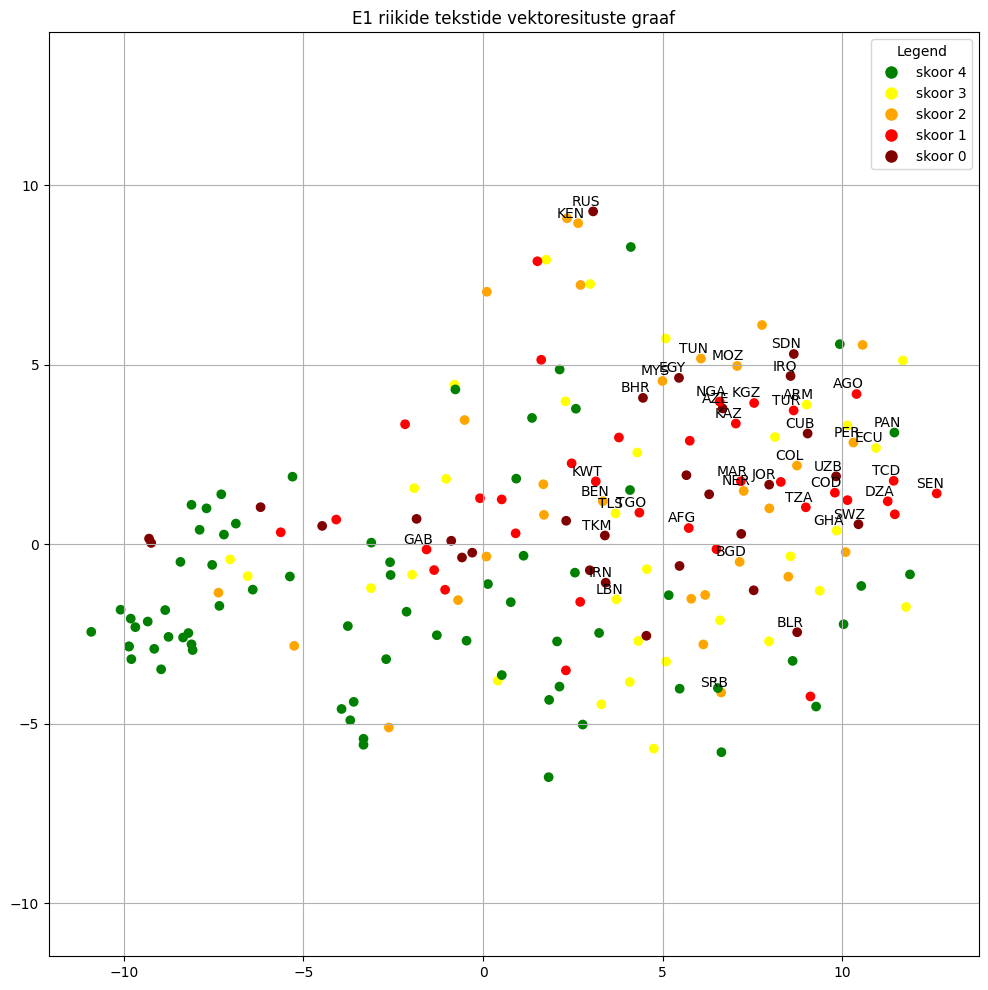 E1 riikide tekstide vektoresituste graaf
Legend
skoor 4
skoor 3
skoor 2
skoor 1
skoor 0
10
5
0
−5
−10
−10
−5
0
5
10
RUS
KEN
SDN
TUN
MOZ
EGY
IRQ
MYS
BHR
AGO
NGA
KGZ
ARM
AZE
TUR
KAZ
CUB
PAN
PER
ECU
COL
KWT
MAR
JOR
UZB
TCD
NER
COD
SEN
BEN
DZA
TLS
TGO
TZA
AFG
GHA
SWZ
TKM
GAB
BGD
IRN
LBN
BLR
SRB